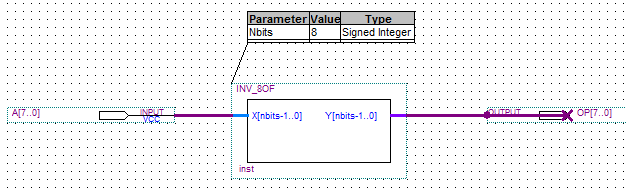 Parameter Value Type
Nbits 8 Signed Integer
INV_8OF
A[7..0] INPUT
VCC
X[nbits-1..0] Y[nbits-1..0]
OUTPUT OP[7..0]
inst